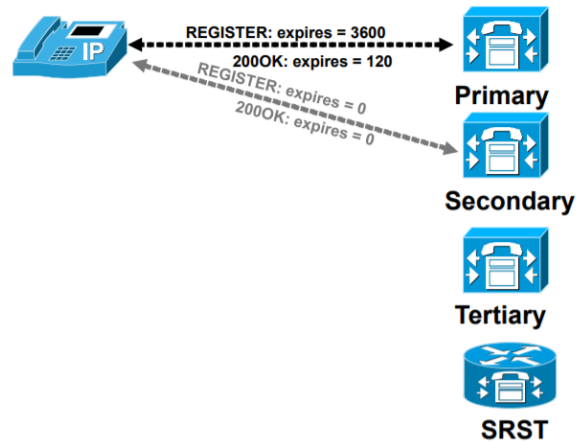 IP
REGISTER: expires = 3600
200OK: expires = 120
Primary
REGISTER: expires = 0
200OK: expires = 0
Secondary
Tertiary
SRST